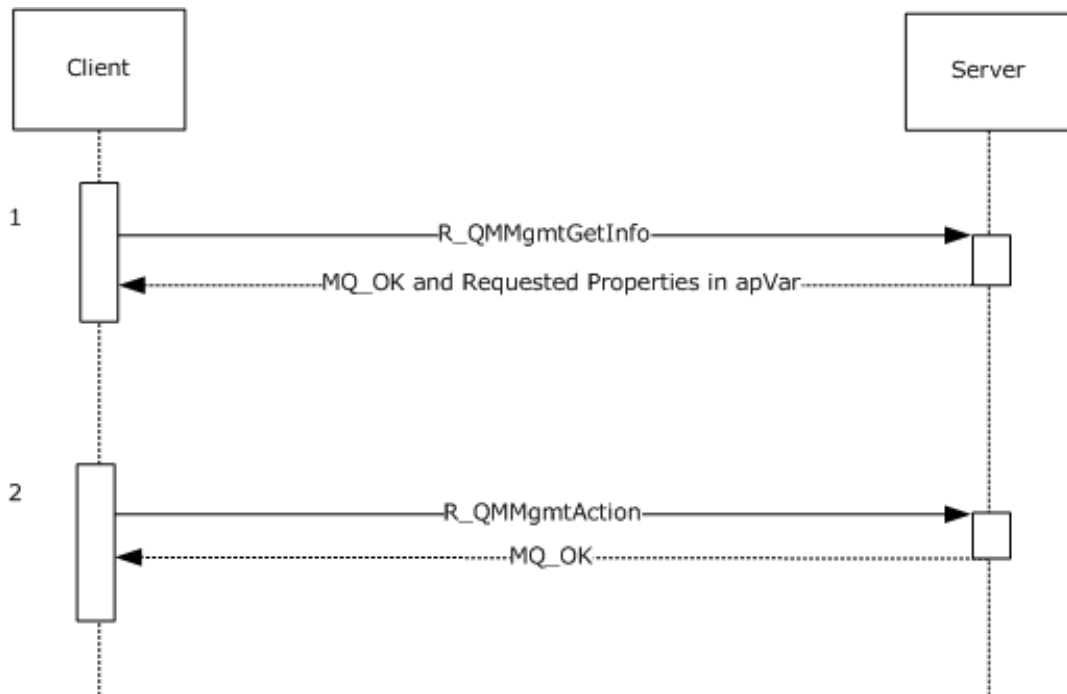 Client
Server
1
R_QMMgmtGetInfo
MQ_OK and Requested Properties in apVar
2
R_QMMgmtAction
MQ_OK